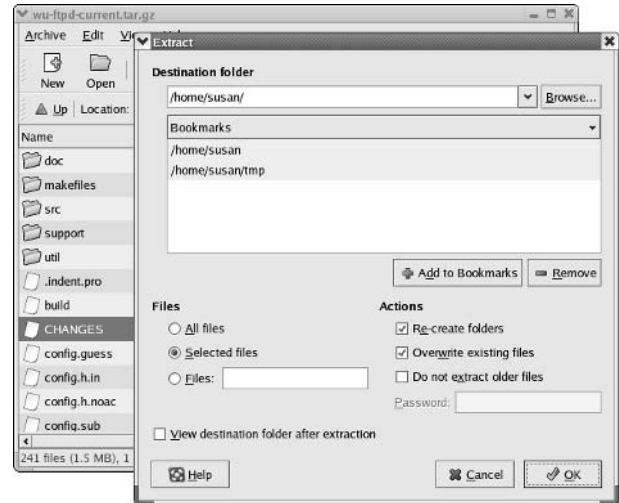 wu-ftpd-current.tar.gz
Archive Edit
Extract
New Open
Up Location:
Name
doc
makefiles
src
support
util
.indent.pro
build
CHANGES
config.guess
config.h.in
config.h.noac
config.sub
241 files (1.5 MB), 1
Destination folder
/home/susan/
Browse...
Bookmarks
/home/susan
/home/susan/tmp
Add to Bookmarks
Remove
Files
All files
Selected files
Files:
Actions
Re-create folders
Overwrite existing files
Do not extract older files
Password:
View destination folder after extraction
Help
Cancel
OK